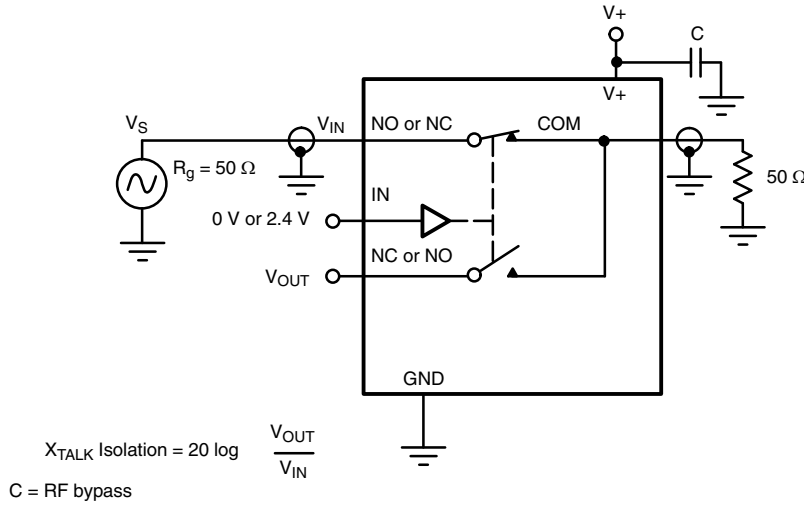 V+
C
V+
VS
VIN
NO or NC
COM
Rg = 50 Ω
50 Ω
IN
0 V or 2.4 V
NC or NO
VOUT
GND
XTALK Isolation = 20 log VOUT
VIN
C = RF bypass